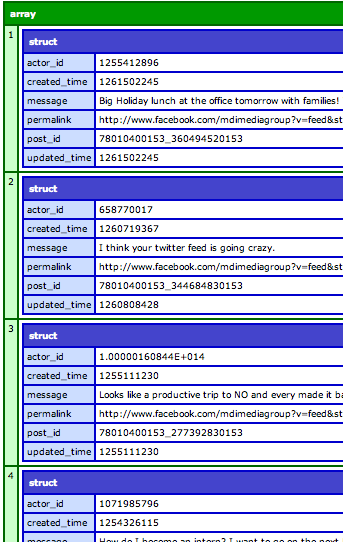 array
1
struct
actor_id 1255412896
created_time 1261502245
message Big Holiday lunch at the office tomorrow with families!
permalink http://www.facebook.com/mdimediagroup?v=feed&st
post_id 78010400153_360494520153
updated_time 1261502245
2
struct
actor_id 658770017
created_time 1260719367
message I think your twitter feed is going crazy.
permalink http://www.facebook.com/mdimediagroup?v=feed&st
post_id 78010400153_344684830153
updated_time 1260808428
3
struct
actor_id 1.00000160844E+014
created_time 1255111230
message Looks like a productive trip to NO and every made it ba
permalink http://www.facebook.com/mdimediagroup?v=feed&st
post_id 78010400153_277392830153
updated_time 1255111230
4
struct
actor_id 1071985796
created_time 1254326115
message How do I become an intern? I want to go on the next